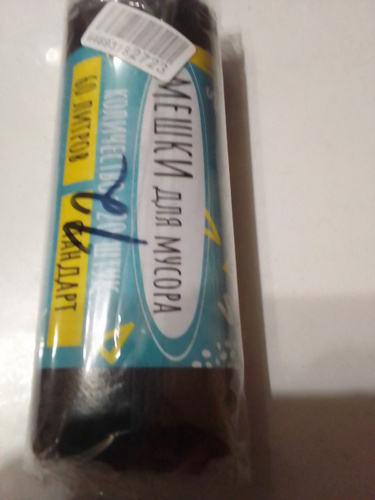 МЕШКИ ДЛЯ МУСОРА
КОЛИЧЕСТВО: 20 ШТУК
60 ЛИТРОВ
СТАНДАРТ